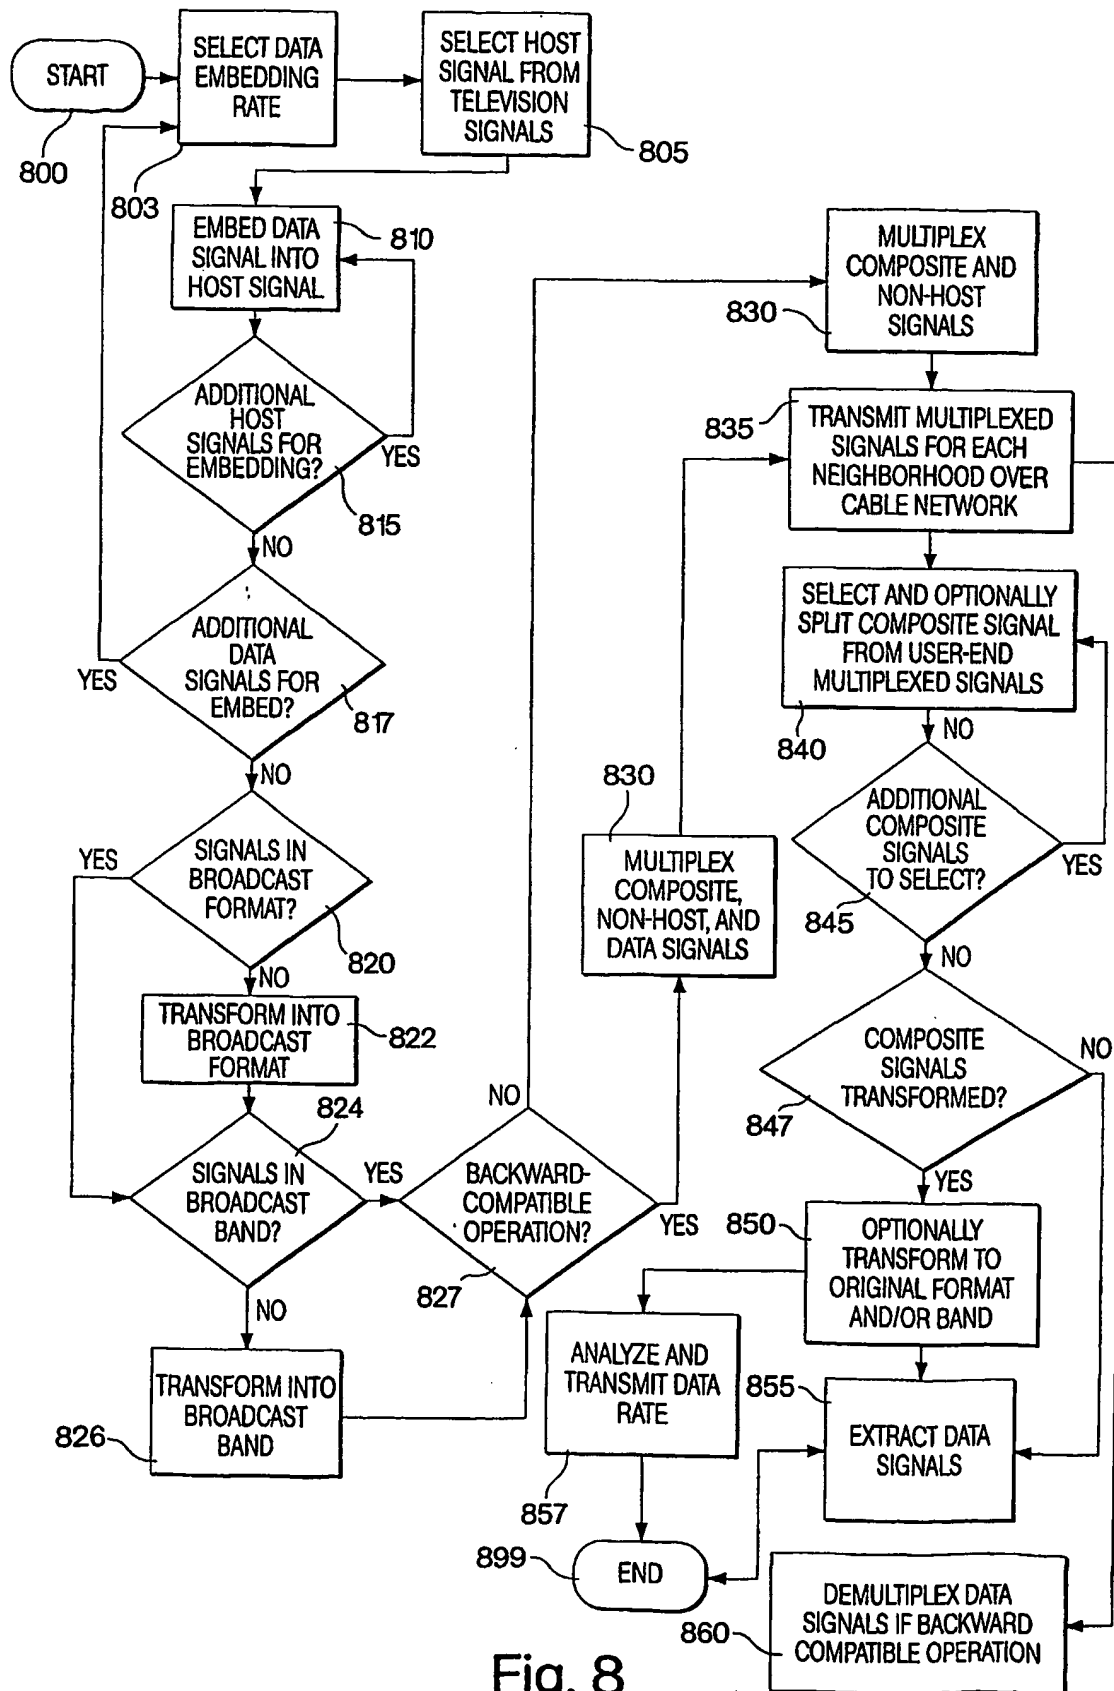 START
800
SELECT DATA
EMBEDDING
RATE
803
SELECT HOST
SIGNAL FROM
TELEVISION
SIGNALS
805
EMBED DATA
SIGNAL INTO
HOST SIGNAL
810
ADDITIONAL
HOST
SIGNALS FOR
EMBEDDING?
YES
815
NO
ADDITIONAL
DATA
SIGNALS FOR
EMBED?
YES
817
NO
SIGNALS IN
BROADCAST
FORMAT?
YES
820
NO
TRANSFORM INTO
BROADCAST
FORMAT
822
824
SIGNALS IN
BROADCAST
BAND?
YES
NO
TRANSFORM INTO
BROADCAST
BAND
826
BACKWARD-
COMPATIBLE
OPERATION?
NO
YES
827
830
MULTIPLEX
COMPOSITE,
NON-HOST, AND
DATA SIGNALS
MULTIPLEX
COMPOSITE AND
NON-HOST
SIGNALS
830
835
TRANSMIT MULTIPLEXED
SIGNALS FOR EACH
NEIGHBORHOOD OVER
CABLE NETWORK
SELECT AND OPTIONALLY
SPLIT COMPOSITE SIGNAL
FROM USER-END
MULTIPLEXED SIGNALS
840
NO
ADDITIONAL
COMPOSITE
SIGNALS
TO SELECT?
YES
845
NO
COMPOSITE
SIGNALS
TRANSFORMED?
NO
847
YES
850
OPTIONALLY
TRANSFORM TO
ORIGINAL FORMAT
AND/OR BAND
ANALYZE AND
TRANSMIT DATA
RATE
857
855
EXTRACT DATA
SIGNALS
899
END
860
DEMULTIPLEX DATA
SIGNALS IF BACKWARD
COMPATIBLE OPERATION
Fig. 8